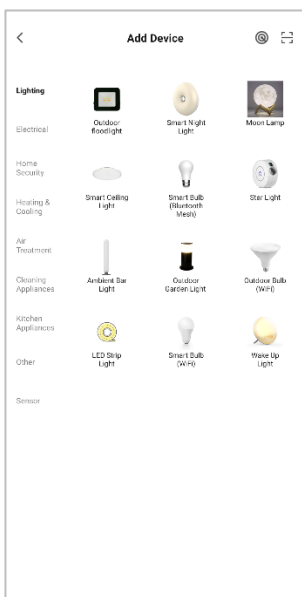 Add Device
Lighting
Electrical
Home
Security
Heating &
Cooling
Air
Treatment
Cleaning
Appliances
Kitchen
Appliances
Other
Sensor
Outdoor
floodlight
Smart Night
Light
Moon Lamp
Smart Ceiling
Light
Smart Bulb
(Bluetooth
Mesh)
Star Light
Ambient Bar
Light
Outdoor
Garden Light
Outdoor Bulb
(WiFi)
LED Strip
Light
Smart Bulb
(WiFi)
Wake Up
Light